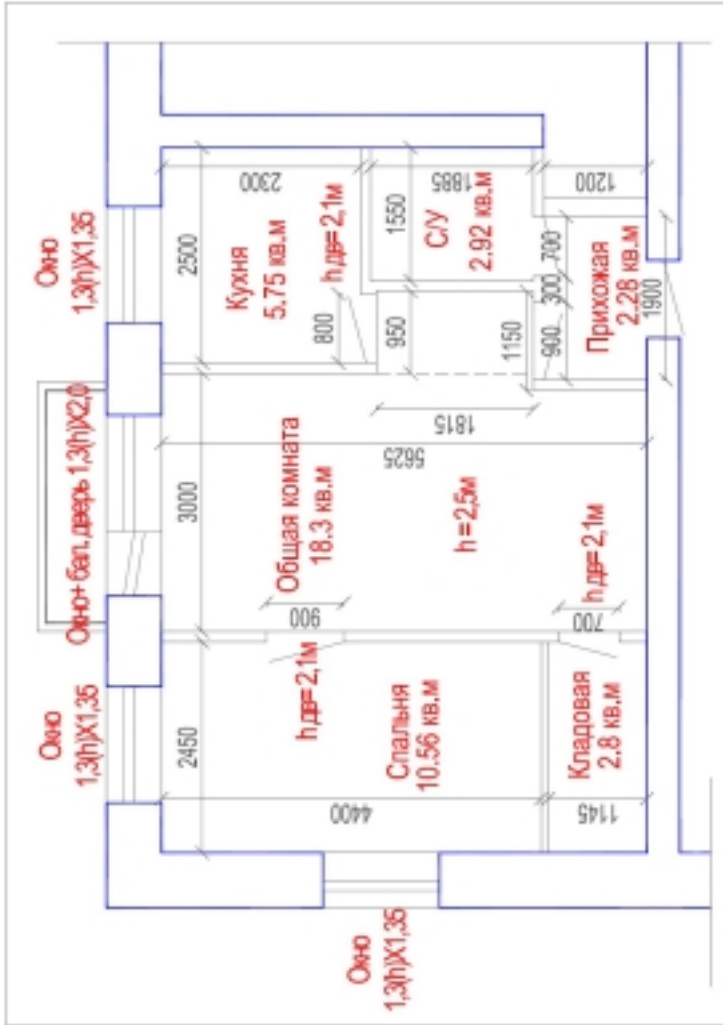 Окно
1,3(h)X1,35
Окно+ бал. дверь 1,3(h)X2,0
Окно
1,3(h)X1,35
Окно
1,3(h)X1,35
2450
3000
2500
Спальня
10.56 кв.м
hдв=2,1м
4400
900
Кладовая
2.8 кв.м
1145
700
hдв=2,1м
Общая комната
18.3 кв.м
h=2,5м
5625
1815
Кухня
5.75 кв.м
hдв=2,1м
2300
800
950
1550
С/У
2.92 кв.м
1885
1150
900
300
700
Прихожая
2.28 кв.м
1200
1900